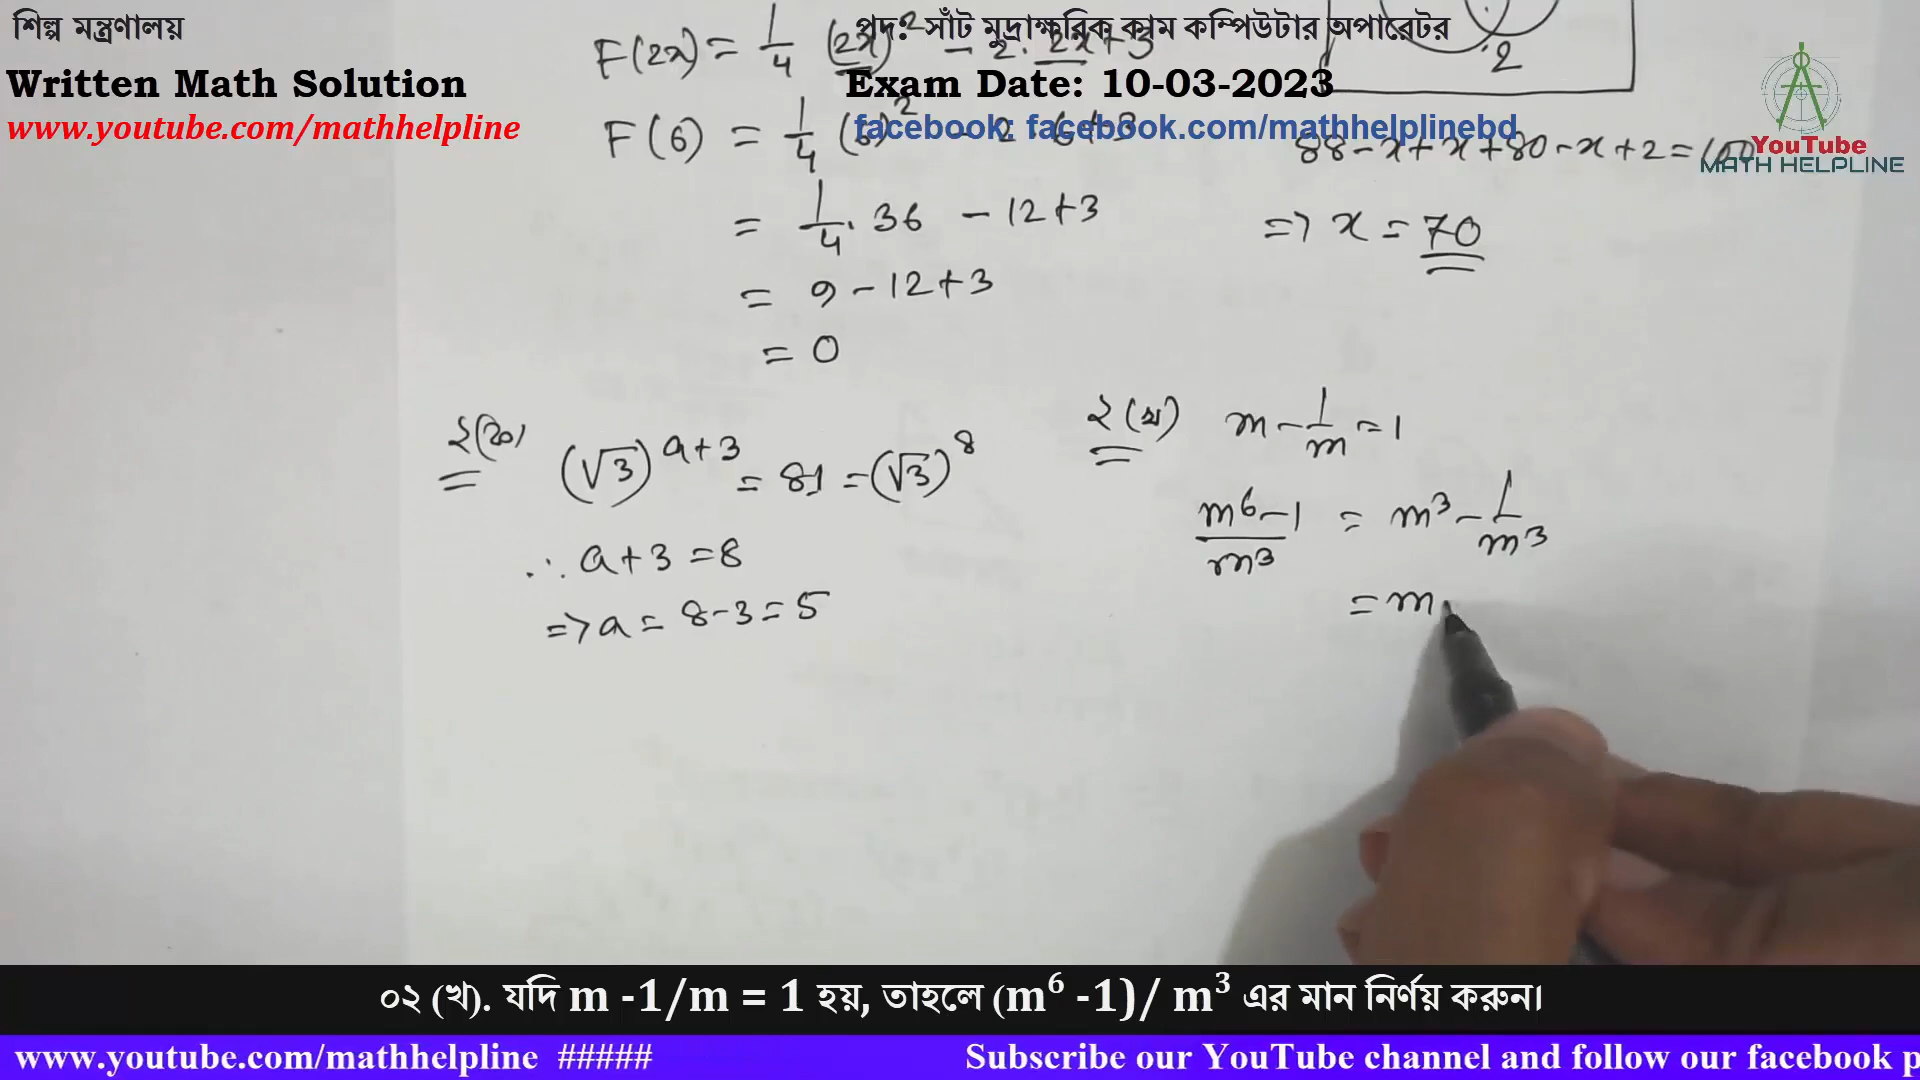 শিল্প মন্ত্রণালয়
পদ: সাঁট মুদ্রাক্ষরিক কাম কম্পিউটার অপারেটর
Written Math Solution
Exam Date: 10-03-2023
www.youtube.com/mathhelpline
facebook: facebook.com/mathhelplinebd
YouTube
MATH HELPLINE
F(2x) = 1/4 (2x)² - 2. 2x+3
F(6) = 1/4 (6)² - 2 6+3
= 1/4 . 36 - 12+3
= 9 - 12+3
= 0
2
88-x+x+80-x+2=100
=> x = 70
২(ক) (√3)^a+3 = 81 = (√3)^8
∴ a+3 = 8
=> a = 8-3 = 5
২(খ) m - 1/m = 1
m⁶-1/m³ = m³ - 1/m³
= m
০২ (খ). যদি m -1/m = 1 হয়, তাহলে (m⁶ -1)/ m³ এর মান নির্ণয় করুন।
www.youtube.com/mathhelpline ##### Subscribe our YouTube channel and follow our facebook p